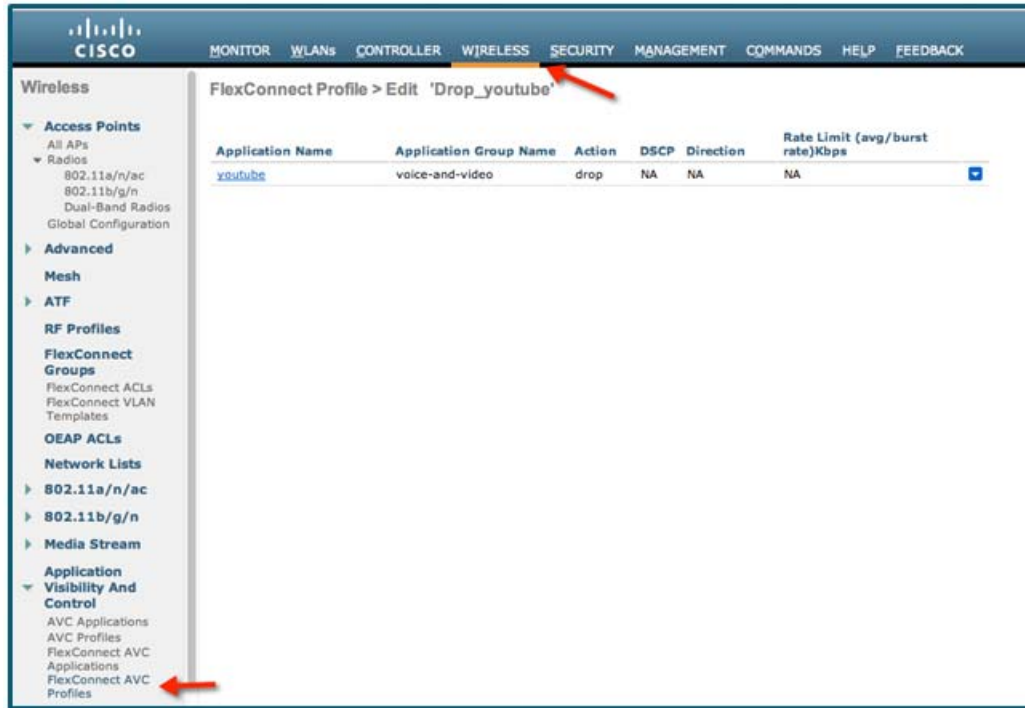 CISCO
MONITOR WLANs CONTROLLER WIRELESS SECURITY MANAGEMENT COMMANDS HELP FEEDBACK
Wireless
Access Points
All APs
Radios
802.11a/n/ac
802.11b/g/n
Dual-Band Radios
Global Configuration
Advanced
Mesh
ATF
RF Profiles
FlexConnect
Groups
FlexConnect ACLs
FlexConnect VLAN
Templates
OEAP ACLs
Network Lists
802.11a/n/ac
802.11b/g/n
Media Stream
Application
Visibility And
Control
AVC Applications
AVC Profiles
FlexConnect AVC
Applications
FlexConnect AVC
Profiles
FlexConnect Profile > Edit 'Drop_youtube'
Application Name Application Group Name Action DSCP Direction Rate Limit (avg/burst
rate)Kbps
youtube voice-and-video drop NA NA NA